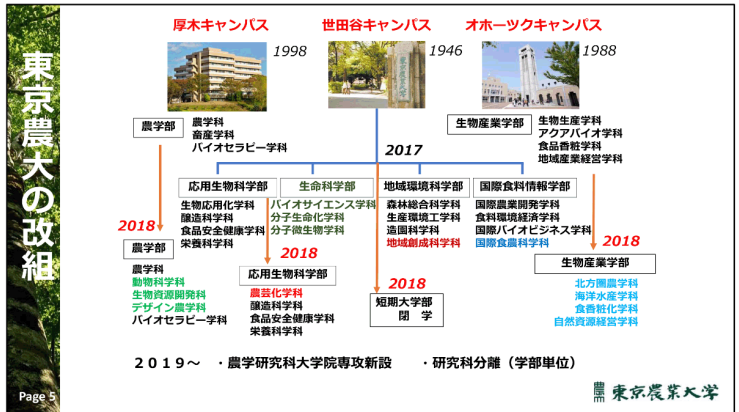 東京農大の改組
厚木キャンパス
1998
世田谷キャンパス
1946
東京農業大学
オホーツクキャンパス
1988
農学部
農学科
畜産学科
バイオセラピー学科
生物産業学部
生物生産学科
アクアバイオ学科
食品香粧学科
地域産業経営学科
2017
応用生物科学部
生物応用化学科
醸造科学科
食品安全健康学科
栄養科学科
生命科学部
バイオサイエンス学科
分子生命化学科
分子微生物学科
地域環境科学部
森林総合科学科
生産環境工学科
造園科学科
地域創成科学科
国際食料情報学部
国際農業開発学科
食料環境経済学科
国際バイオビジネス学科
国際食農科学科
2018
農学部
農学科
動物科学科
生物資源開発学科
デザイン農学科
バイオセラピー学科
2018
応用生物科学部
農芸化学科
醸造科学科
食品安全健康学科
栄養科学科
2018
短期大学部
閉 学
2018
生物産業学部
北方圏農学科
海洋水産学科
食香粧化学科
自然資源経営学科
2019～ ・農学研究科大学院専攻新設 ・研究科分離（学部単位）
Page 5
東京農業大学